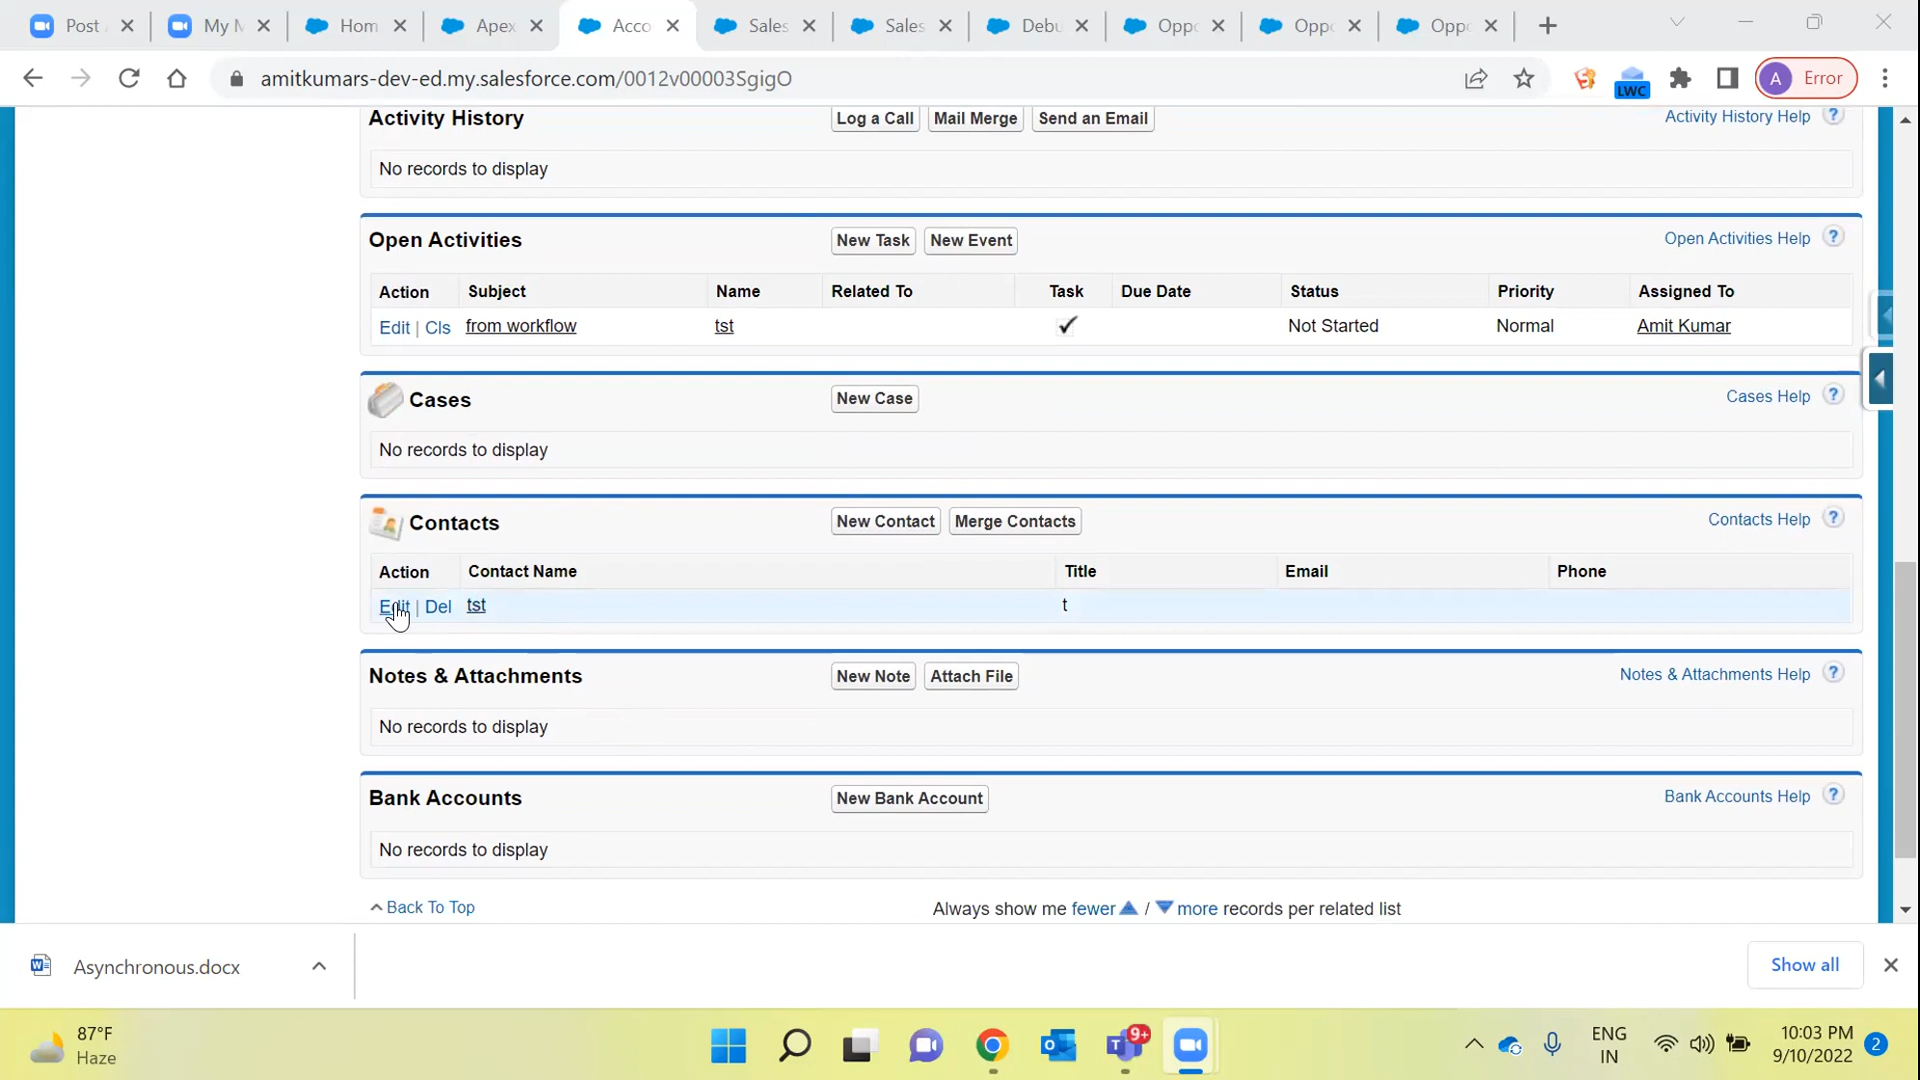 Post
My M
Hom
Apex
Acco
Sales
Sales
Debu
Oppo
Oppo
Oppo
amitkumars-dev-ed.my.salesforce.com/0012v00003SgigO
LWC
A Error
Activity History Log a Call Mail Merge Send an Email Activity History Help ?
No records to display
Open Activities New Task New Event Open Activities Help ?
Action Subject Name Related To Task Due Date Status Priority Assigned To
Edit | Cls from workflow tst Not Started Normal Amit Kumar
Cases New Case Cases Help ?
No records to display
Contacts New Contact Merge Contacts Contacts Help ?
Action Contact Name Title Email Phone
Edit | Del tst t
Notes & Attachments New Note Attach File Notes & Attachments Help ?
No records to display
Bank Accounts New Bank Account Bank Accounts Help ?
No records to display
Back To Top Always show me fewer / more records per related list
Asynchronous.docx Show all
87°F
Haze
9+
ENG
IN
10:03 PM
9/10/2022
2